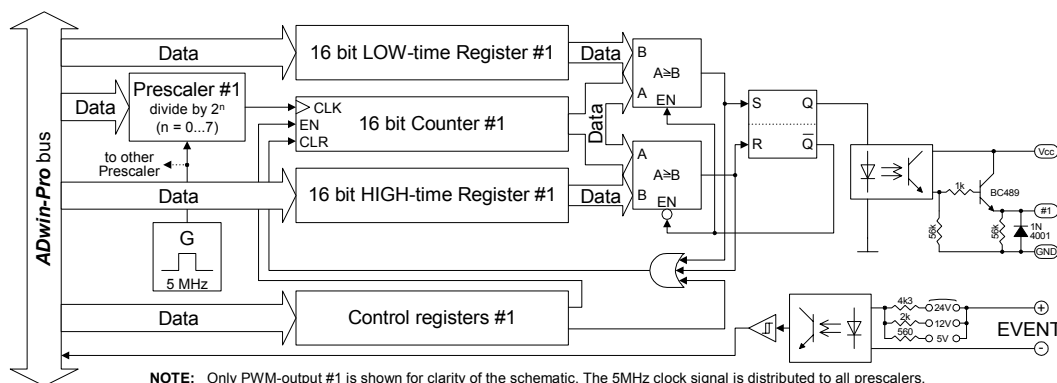 ADwin-Pro bus
Data
16 bit LOW-time Register #1
Data
B
A≥B
A
EN
Data
Prescaler #1
divide by 2ⁿ
(n = 0...7)
CLK
EN
CLR
16 bit Counter #1
Data
S
Q
R
Q̅
Vcc
to other
Prescaler
Data
16 bit HIGH-time Register #1
Data
A
A≥B
B
EN
1k
BC489
#1
56k
56k
1N
4001
GND
G
5 MHz
Data
Control registers #1
4k3
24V
2k
12V
560
5V
+
EVENT
-
NOTE: Only PWM-output #1 is shown for clarity of the schematic. The 5MHz clock signal is distributed to all prescalers.